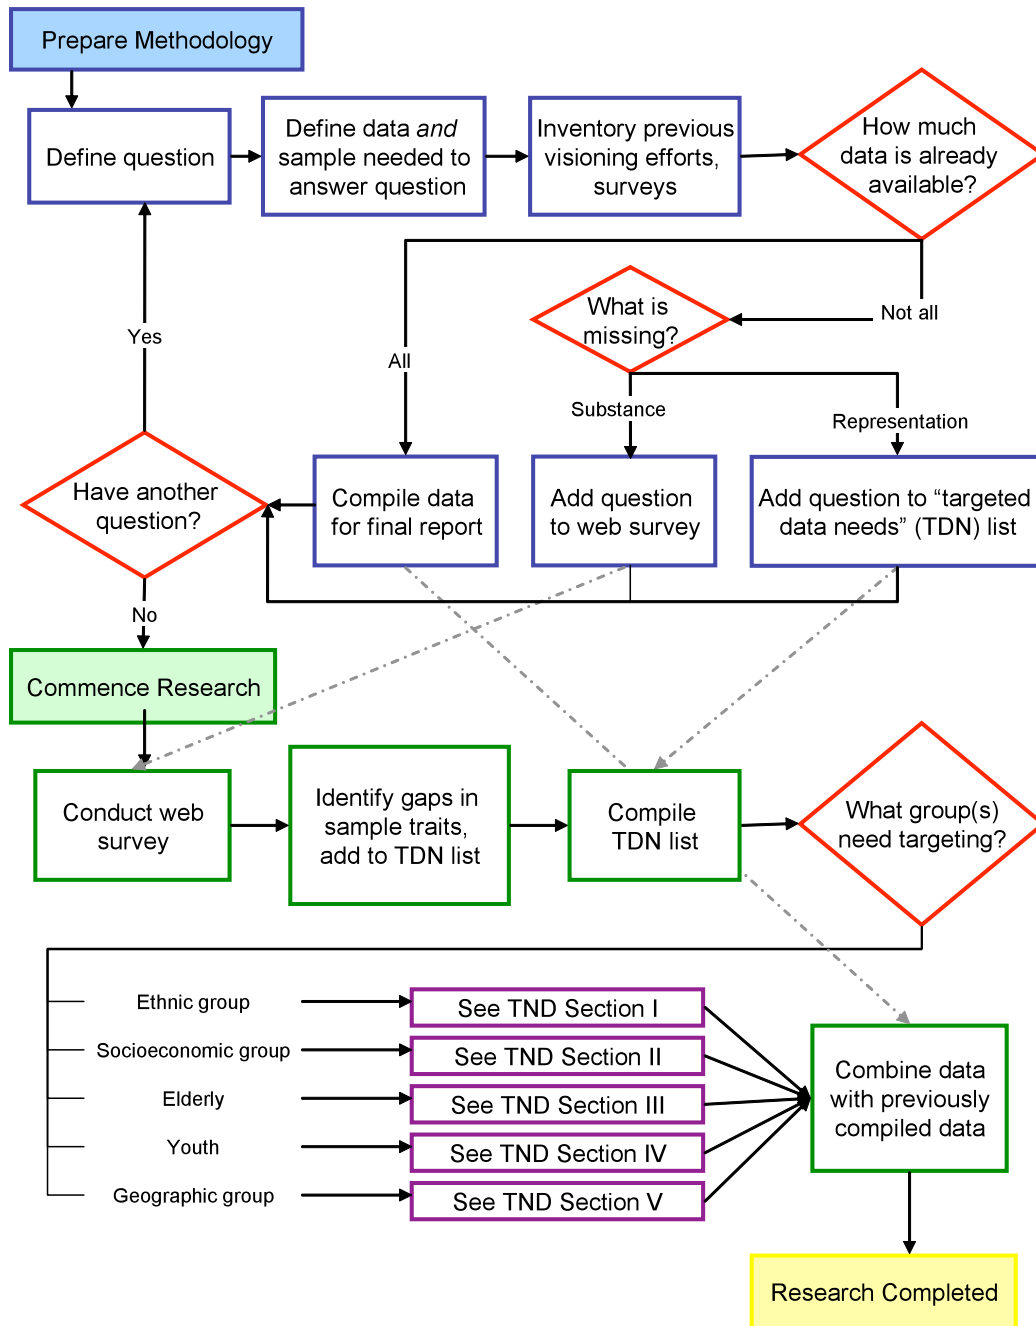 Prepare Methodology
Define question
Define data and
sample needed to
answer question
Inventory previous
visioning efforts,
surveys
How much
data is already
available?
What is
missing?
Not all
Yes
All
Substance
Representation
Have another
question?
Compile data
for final report
Add question
to web survey
Add question to “targeted
data needs” (TDN) list
No
Commence Research
Conduct web
survey
Identify gaps in
sample traits,
add to TDN list
Compile
TDN list
What group(s)
need targeting?
Ethnic group
See TND Section I
Socioeconomic group
See TND Section II
Elderly
See TND Section III
Youth
See TND Section IV
Geographic group
See TND Section V
Combine data
with previously
compiled data
Research Completed